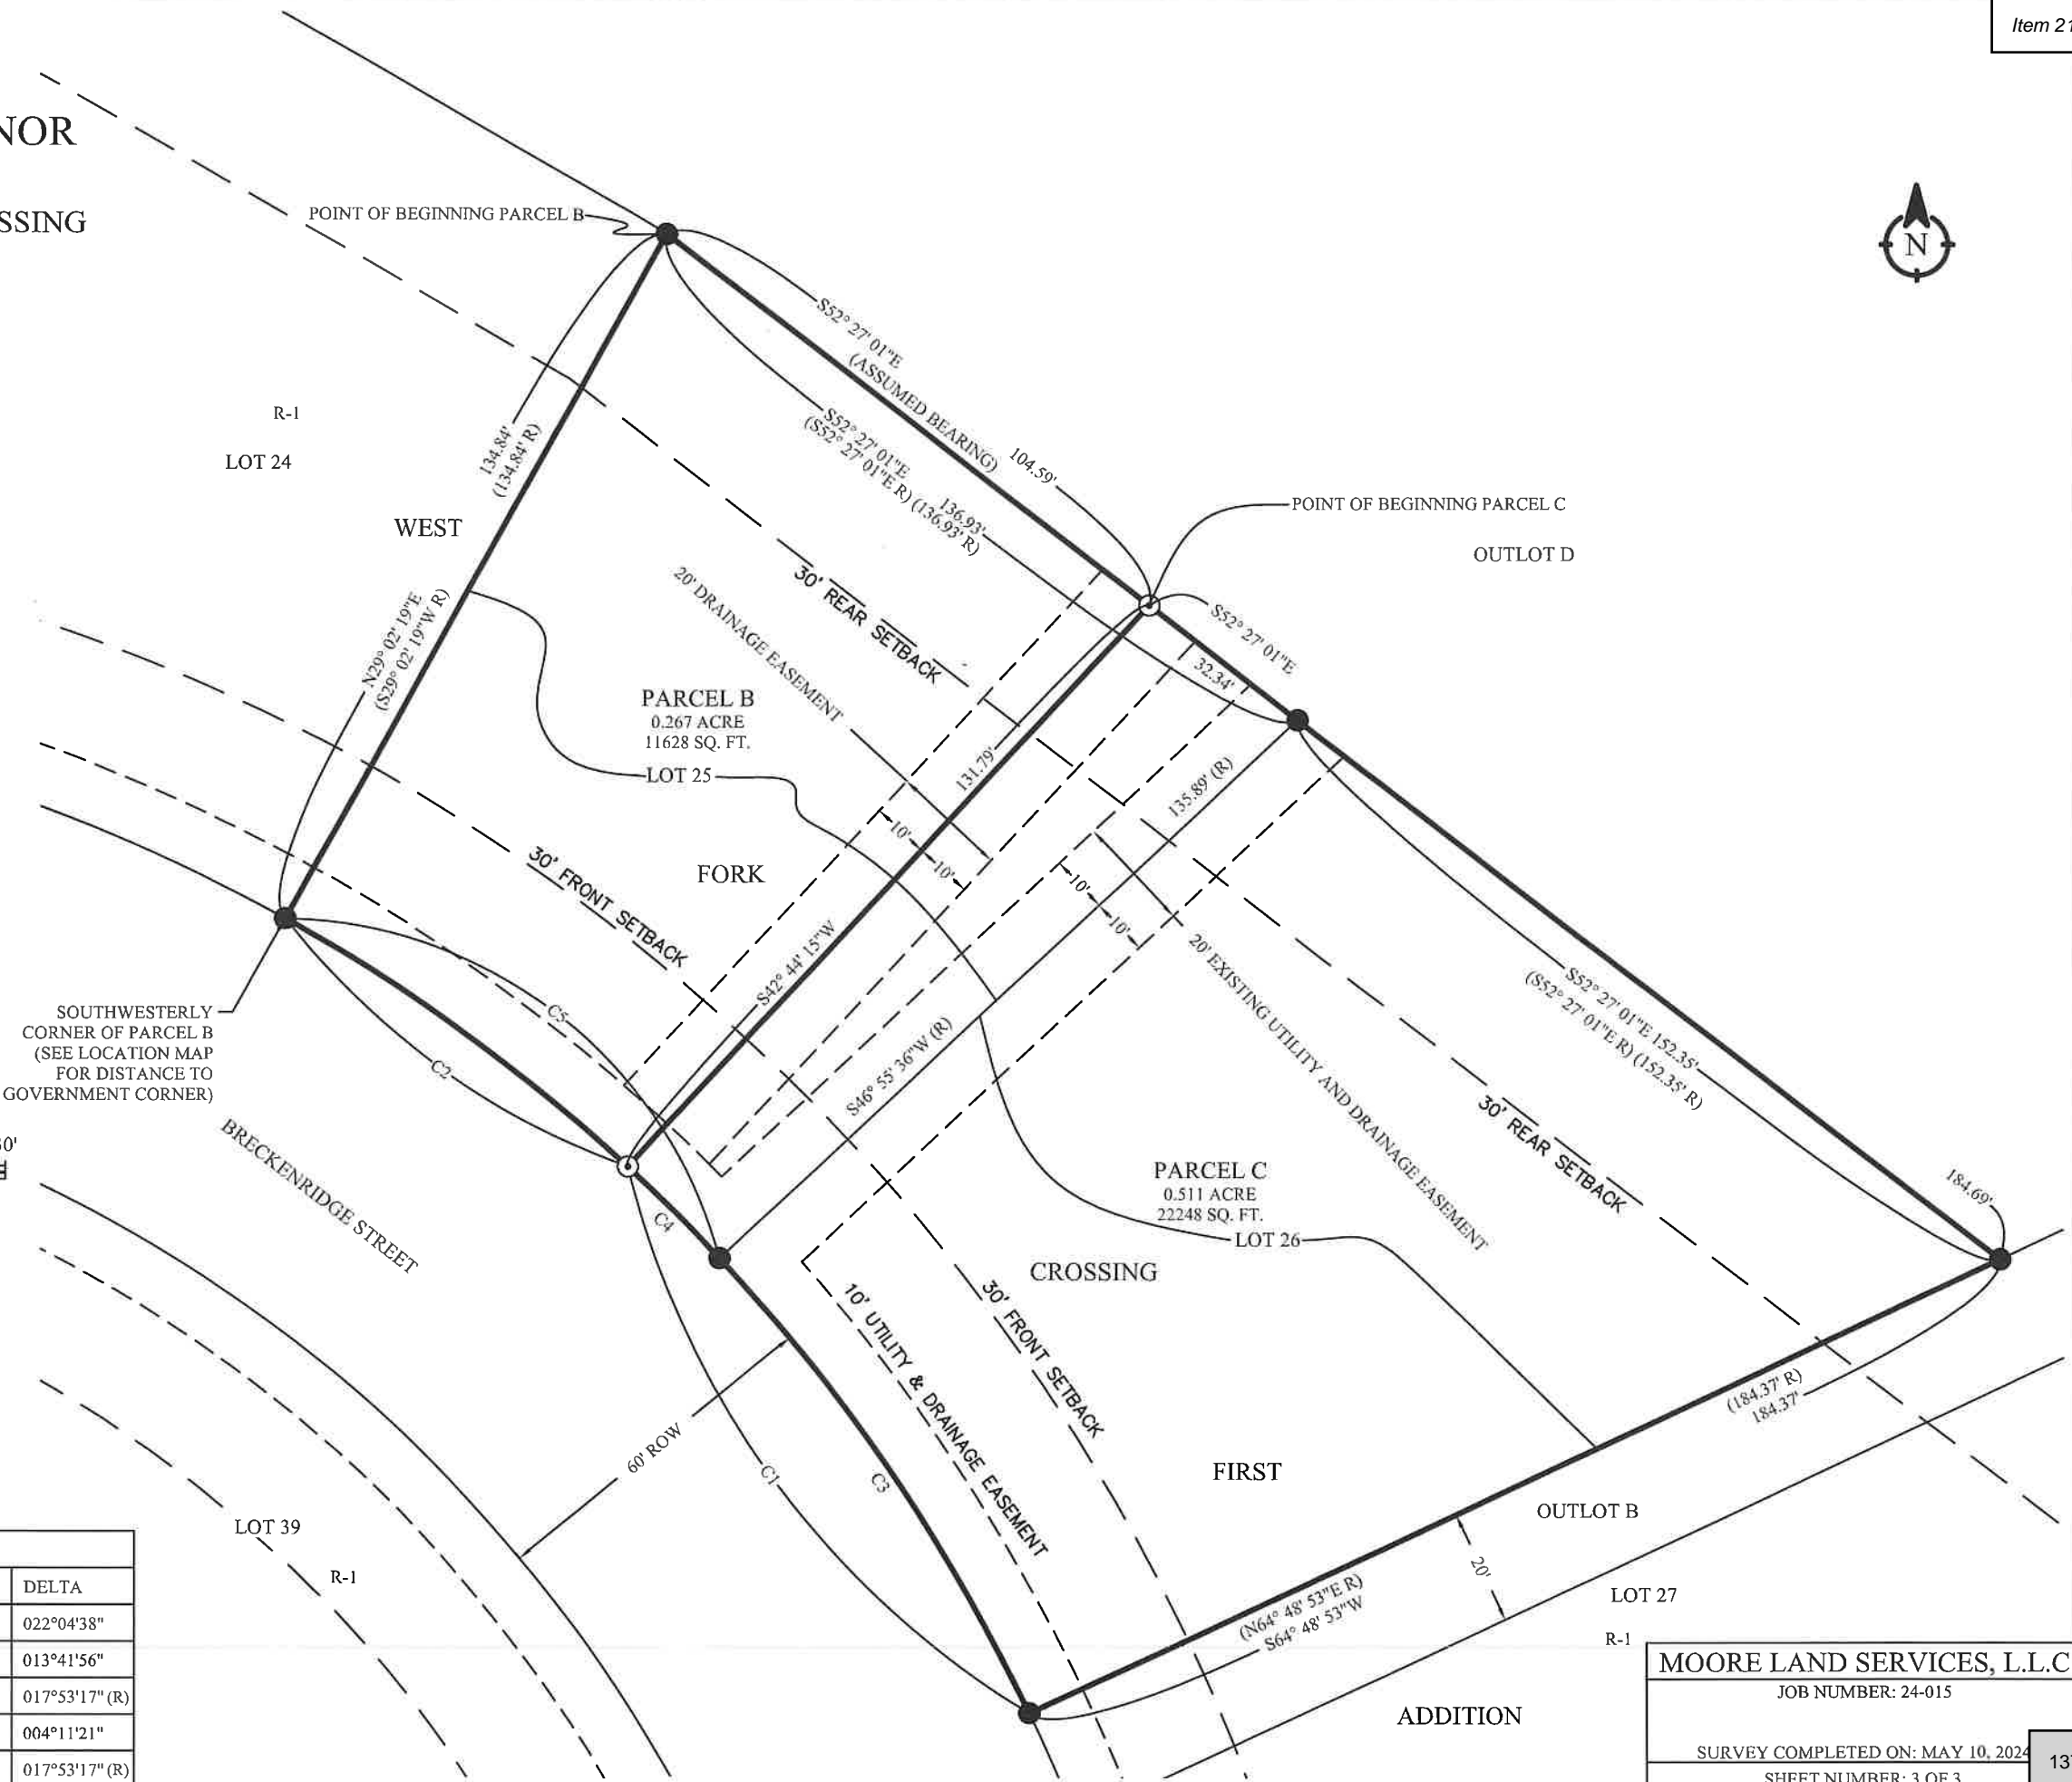 Item 21
NOR
SSING
POINT OF BEGINNING PARCEL B
N
S52° 27' 01"E
(ASSUMED BEARING)
104.59'
S52° 27' 01"E
136.93'
(S52° 27' 01"E R) (136.93' R)
R-1
LOT 24
134.84'
(134.84' R)
WEST
POINT OF BEGINNING PARCEL C
OUTLOT D
30' REAR SETBACK
20' DRAINAGE EASEMENT
N29° 02' 19"E
(S29° 02' 19"W R)
S52° 27' 01"E
32.34'
PARCEL B
0.267 ACRE
11628 SQ. FT.
LOT 25
131.79'
135.89' (R)
10'
10'
10'
10'
FORK
30' FRONT SETBACK
S42° 44' 15"W
20' EXISTING UTILITY AND DRAINAGE EASEMENT
S52° 27' 01"E 152.35'
(S52° 27' 01"E R) (152.35' R)
SOUTHWESTERLY
CORNER OF PARCEL B
(SEE LOCATION MAP
FOR DISTANCE TO
GOVERNMENT CORNER)
C5
C2
S46° 55' 36"W (R)
30' REAR SETBACK
BRECKENRIDGE STREET
PARCEL C
0.511 ACRE
22248 SQ. FT.
LOT 26
184.69'
C4
CROSSING
10' UTILITY & DRAINAGE EASEMENT
30' FRONT SETBACK
(184.37' R)
184.37'
60' ROW
C1
C3
FIRST
OUTLOT B
20'
LOT 39
R-1
LOT 27
R-1
(N64° 48' 53"E R)
S64° 48' 53"W
ADDITION
DELTA
022°04'38"
013°41'56"
017°53'17" (R)
004°11'21"
017°53'17" (R)
MOORE LAND SERVICES, L.L.C
JOB NUMBER: 24-015
SURVEY COMPLETED ON: MAY 10, 2024
SHEET NUMBER: 3 OF 3